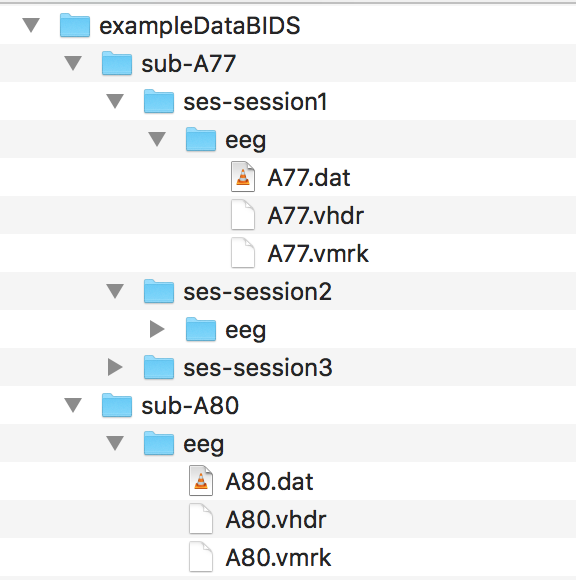 exampleDataBIDS
sub-A77
ses-session1
eeg
A77.dat
A77.vhdr
A77.vmrk
ses-session2
eeg
ses-session3
sub-A80
eeg
A80.dat
A80.vhdr
A80.vmrk